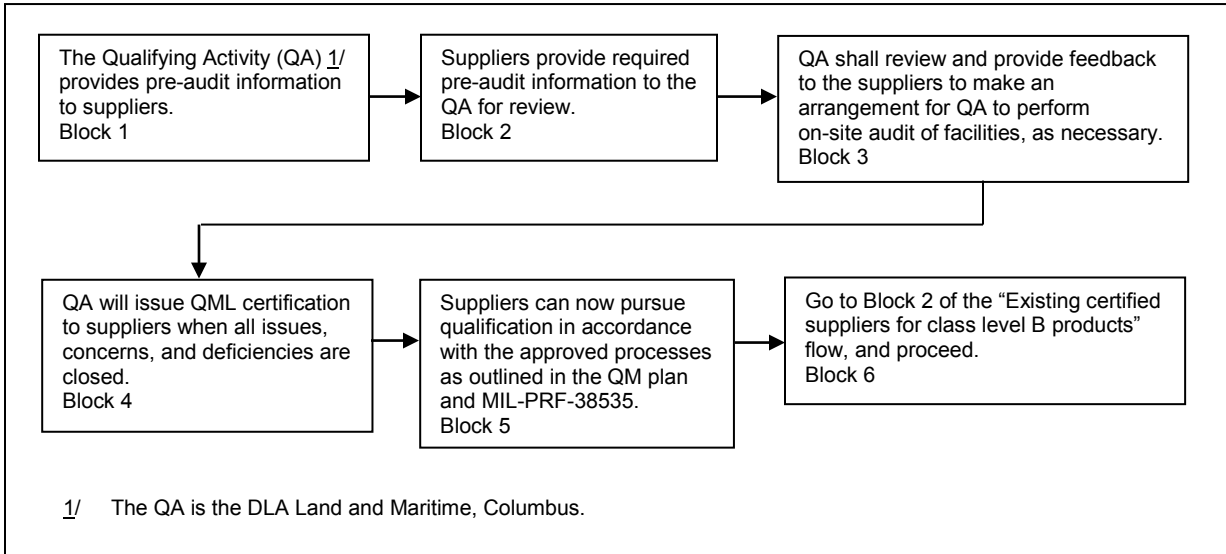 The Qualifying Activity (QA) 1/
provides pre-audit information
to suppliers.
Block 1
Suppliers provide required
pre-audit information to the
QA for review.
Block 2
QA shall review and provide feedback
to the suppliers to make an
arrangement for QA to perform
on-site audit of facilities, as necessary.
Block 3
QA will issue QML certification
to suppliers when all issues,
concerns, and deficiencies are
closed.
Block 4
Suppliers can now pursue
qualification in accordance
with the approved processes
as outlined in the QM plan
and MIL-PRF-38535.
Block 5
Go to Block 2 of the “Existing certified
suppliers for class level B products”
flow, and proceed.
Block 6
1/ The QA is the DLA Land and Maritime, Columbus.